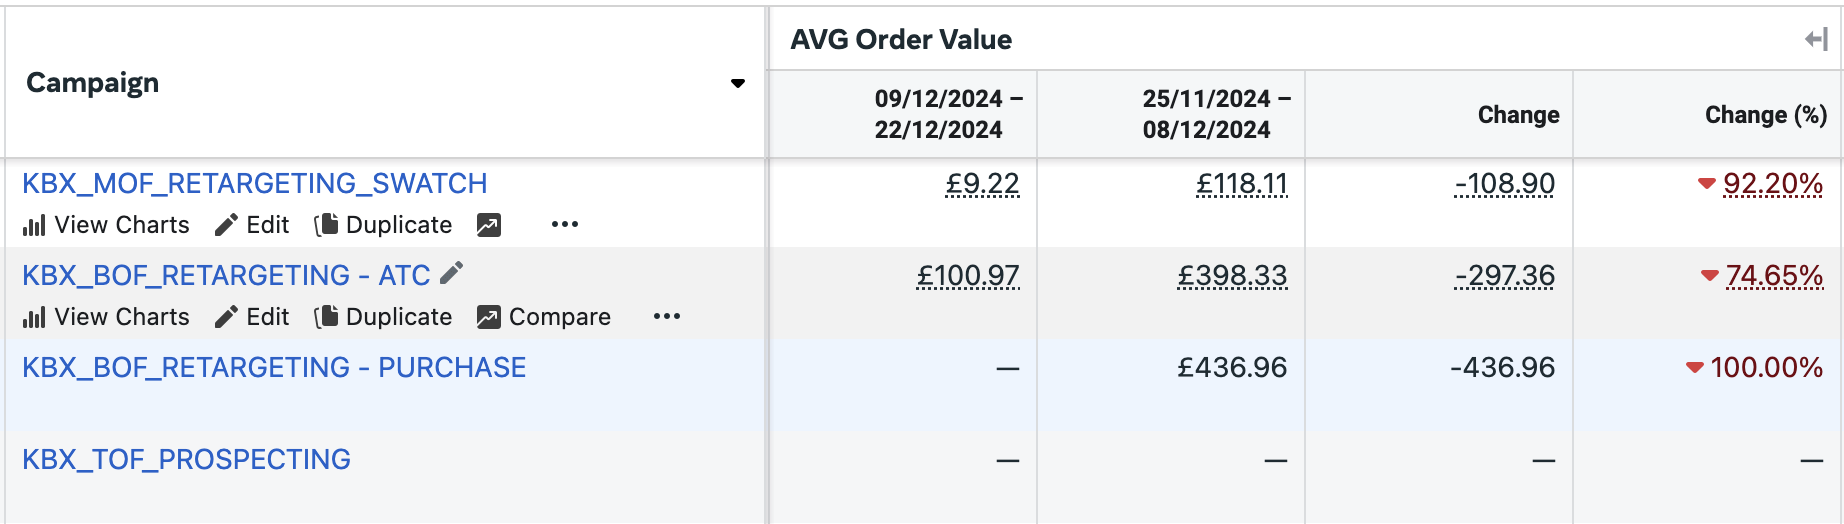 Campaign
AVG Order Value
09/12/2024 – 22/12/2024
25/11/2024 – 08/12/2024
Change
Change (%)
KBX_MOF_RETARGETING_SWATCH
£9.22
£118.11
-108.90
92.20%
View Charts Edit Duplicate
KBX_BOF_RETARGETING - ATC
£100.97
£398.33
-297.36
74.65%
View Charts Edit Duplicate Compare
KBX_BOF_RETARGETING - PURCHASE
—
£436.96
-436.96
100.00%
KBX_TOF_PROSPECTING
—
—
—
—